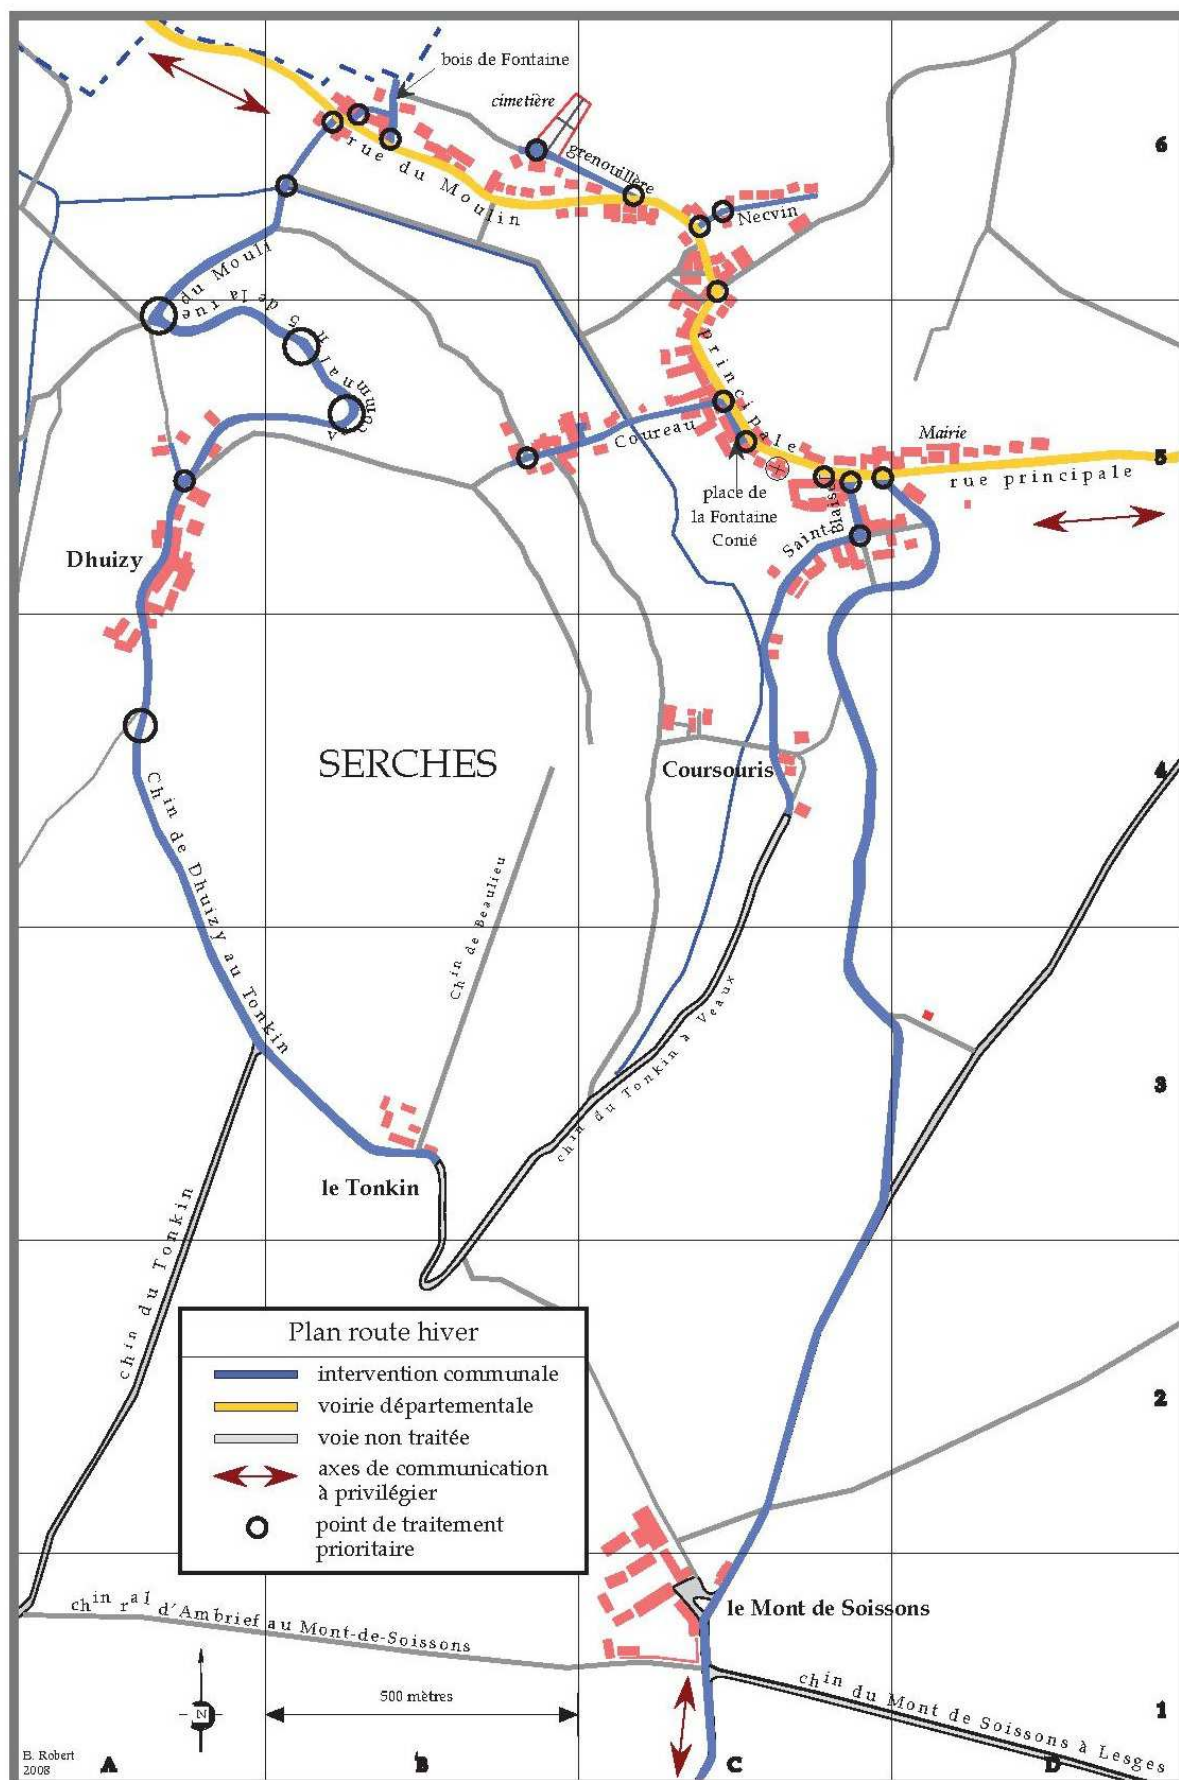 bois de Fontaine
cimetière
6
rue du Moulin
grenouillère
Necvin
du Mouli
de la rue
principale
Coureau
Mairie
5
rue principale
place de
la Fontaine
Conié
Saint-Blaise
Dhuizy
SERCHES
Coursouris
4
Chin de Dhuizy au Tonkin
Chin de Beaulieu
chin du Tonkin à Veaux
3
le Tonkin
chin du Tonkin
Plan route hiver
intervention communale
voirie départementale
voie non traitée
axes de communication
à privilégier
point de traitement
prioritaire
2
le Mont de Soissons
chin ral d'Ambrief au Mont-de-Soissons
500 mètres
chin du Mont de Soissons à Lesges
1
N
E. Robert
2008
A
B
C
D